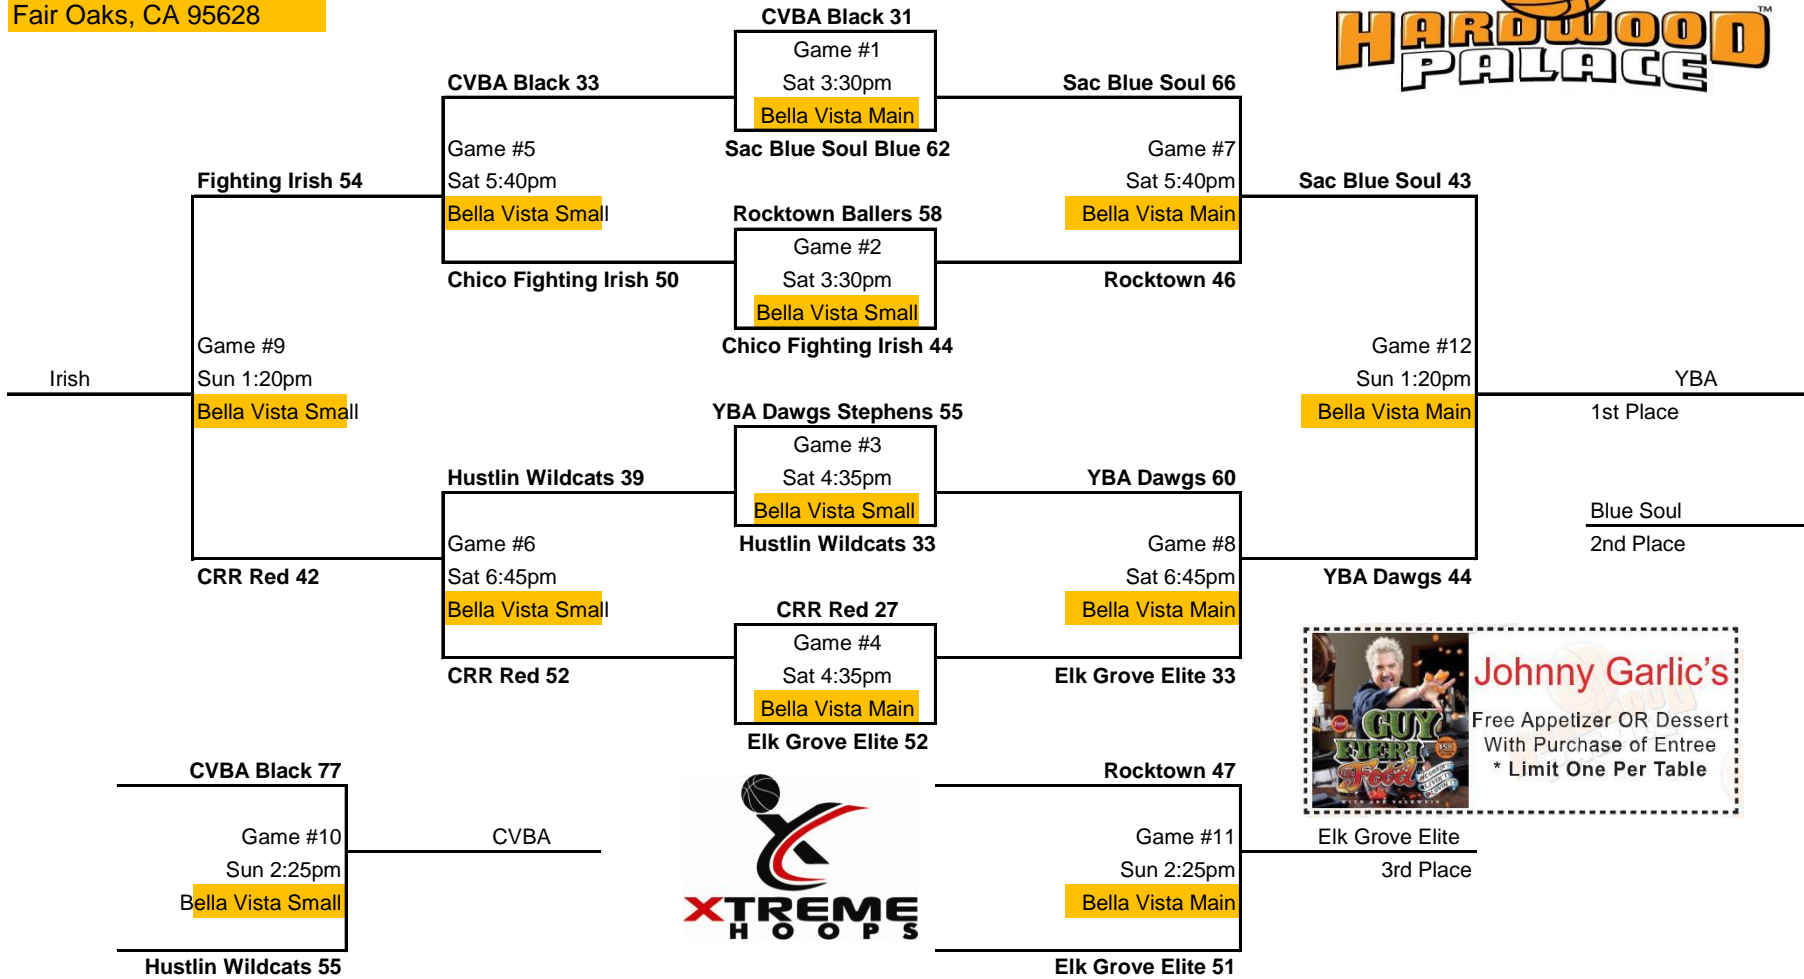 Fair Oaks, CA 95628
HARDWOOD
PALACE
TM
CVBA Black 31
Game #1
Sat 3:30pm
Bella Vista Main
Sac Blue Soul Blue 62
CVBA Black 33
Game #5
Sat 5:40pm
Bella Vista Small
Chico Fighting Irish 50
Sac Blue Soul 66
Game #7
Sat 5:40pm
Bella Vista Main
Rocktown 46
Fighting Irish 54
Sac Blue Soul 43
Rocktown Ballers 58
Game #2
Sat 3:30pm
Bella Vista Small
Chico Fighting Irish 44
Irish
Game #9
Sun 1:20pm
Bella Vista Small
CRR Red 42
Game #12
Sun 1:20pm
Bella Vista Main
YBA Dawgs 44
YBA
1st Place
Blue Soul
2nd Place
YBA Dawgs Stephens 55
Game #3
Sat 4:35pm
Bella Vista Small
Hustlin Wildcats 33
Hustlin Wildcats 39
Game #6
Sat 6:45pm
Bella Vista Small
CRR Red 52
YBA Dawgs 60
Game #8
Sat 6:45pm
Bella Vista Main
Elk Grove Elite 33
CRR Red 27
Game #4
Sat 4:35pm
Bella Vista Main
Elk Grove Elite 52
GUY
FIERI
Food
Johnny Garlic's
Free Appetizer OR Dessert
With Purchase of Entree
* Limit One Per Table
CVBA Black 77
Game #10
Sun 2:25pm
Bella Vista Small
Hustlin Wildcats 55
CVBA
XTREME
HOOPS
Rocktown 47
Game #11
Sun 2:25pm
Bella Vista Main
Elk Grove Elite 51
Elk Grove Elite
3rd Place